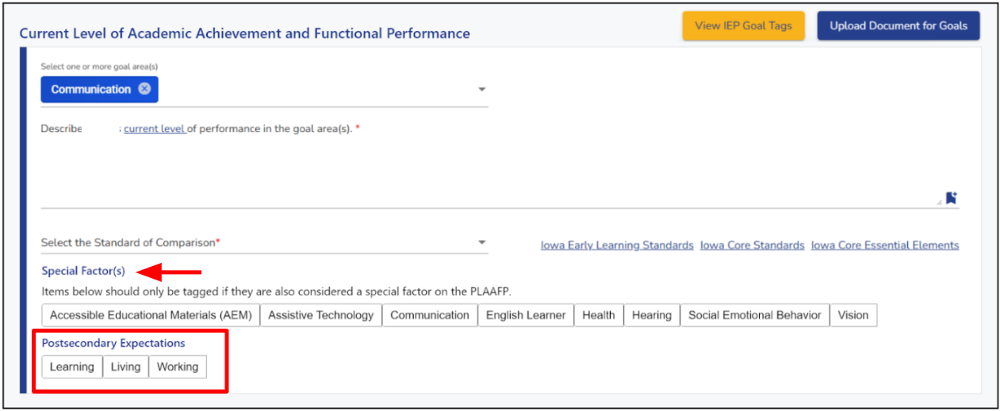 Current Level of Academic Achievement and Functional Performance
View IEP Goal Tags
Upload Document for Goals
Select one or more goal area(s)
Communication
Describe s current level of performance in the goal area(s). *
Select the Standard of Comparison*
Iowa Early Learning Standards Iowa Core Standards Iowa Core Essential Elements
Special Factor(s)
Items below should only be tagged if they are also considered a special factor on the PLAAFP.
Accessible Educational Materials (AEM) Assistive Technology Communication English Learner Health Hearing Social Emotional Behavior Vision
Postsecondary Expectations
Learning Living Working